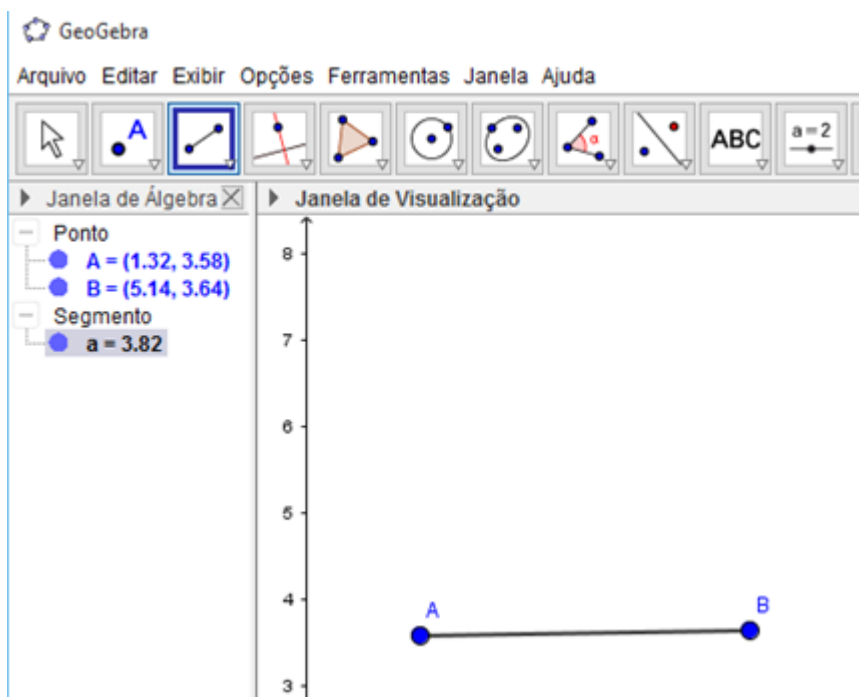 GeoGebra
Arquivo Editar Exibir Opções Ferramentas Janela Ajuda
A
α
ABC
a = 2
Janela de Álgebra
Janela de Visualização
Ponto
A = (1.32, 3.58)
B = (5.14, 3.64)
Segmento
a = 3.82
8
7
6
5
4
3
A
B